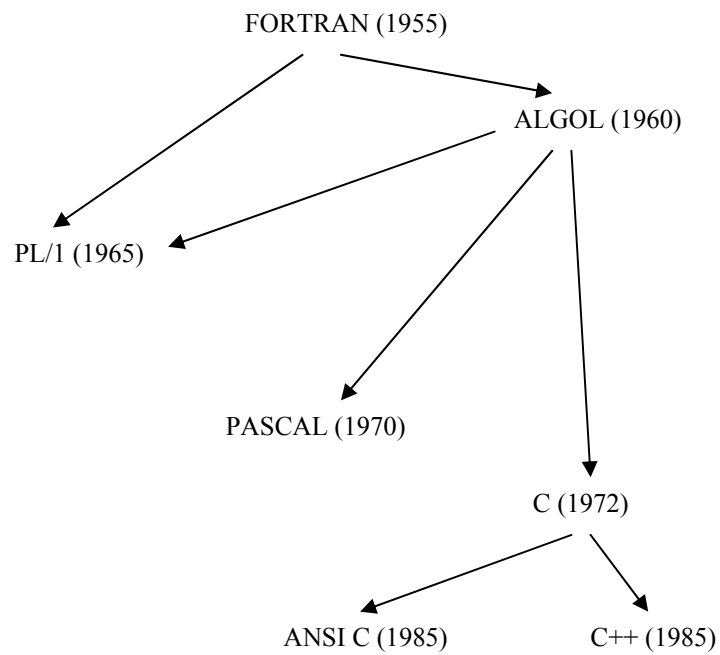 FORTRAN (1955)
ALGOL (1960)
PL/1 (1965)
PASCAL (1970)
C (1972)
ANSI C (1985)
C++ (1985)